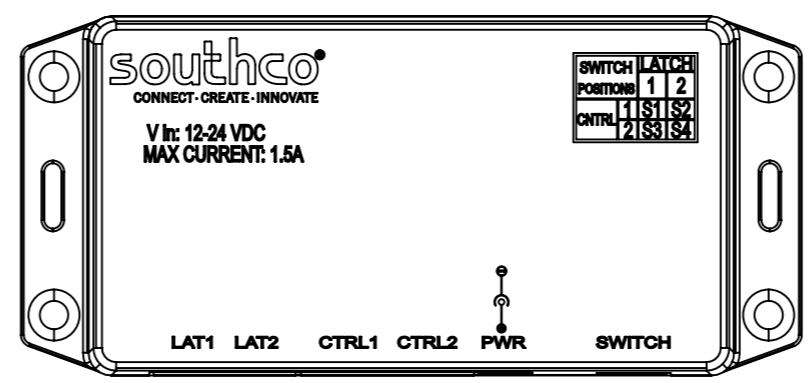 southco
CONNECT · CREATE · INNOVATE
V In: 12-24 VDC
MAX CURRENT: 1.5A
SWITCH POSITIONS LATCH
1 2
CNTRL 1 S1 S2
2 S3 S4
LAT1 LAT2 CTRL1 CTRL2 PWR SWITCH